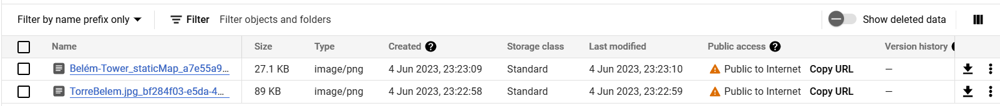 Filter by name prefix only Filter Filter objects and folders Show deleted data
Name Size Type Created Storage class Last modified Public access Version history
Belém-Tower_staticMap_a7e55a9... 27.1 KB image/png 4 Jun 2023, 23:23:09 Standard 4 Jun 2023, 23:23:10 Public to Internet Copy URL —
TorreBelem.jpg_bf284f03-e5da-4... 89 KB image/png 4 Jun 2023, 23:22:58 Standard 4 Jun 2023, 23:22:59 Public to Internet Copy URL —